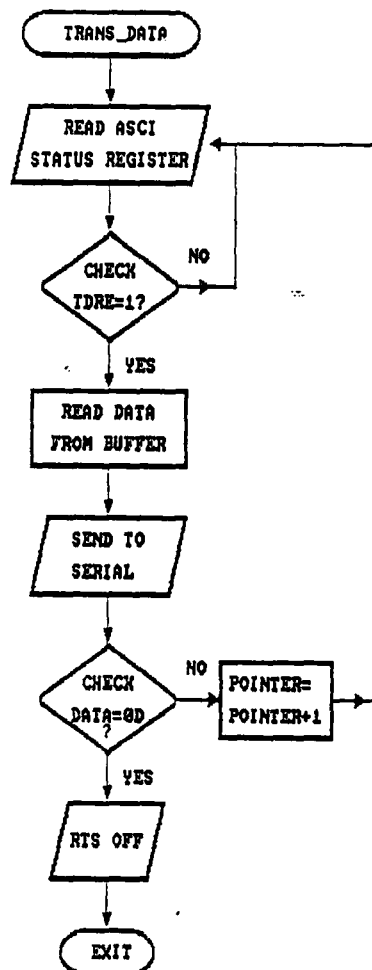 TRANS_DATA
READ ASCI
STATUS REGISTER
CHECK
TDRE=1?
NO
YES
READ DATA
FROM BUFFER
SEND TO
SERIAL
CHECK
DATA=0D
?
NO
POINTER=
POINTER+1
YES
RTS OFF
EXIT